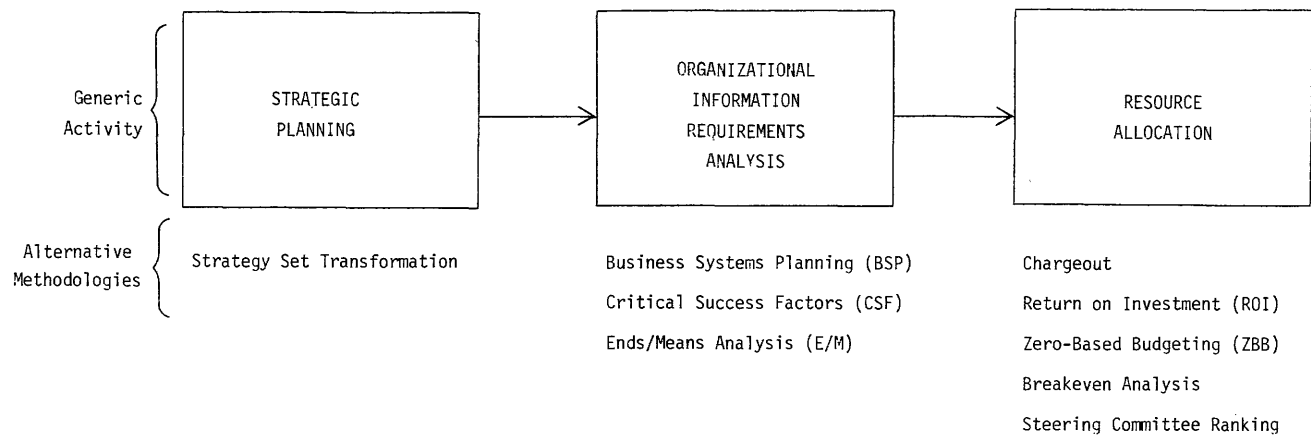 Generic
Activity
STRATEGIC
PLANNING
ORGANIZATIONAL
INFORMATION
REQUIREMENTS
ANALYSIS
RESOURCE
ALLOCATION
Alternative
Methodologies
Strategy Set Transformation
Business Systems Planning (BSP)
Critical Success Factors (CSF)
Ends/Means Analysis (E/M)
Chargeout
Return on Investment (ROI)
Zero-Based Budgeting (ZBB)
Breakeven Analysis
Steering Committee Ranking